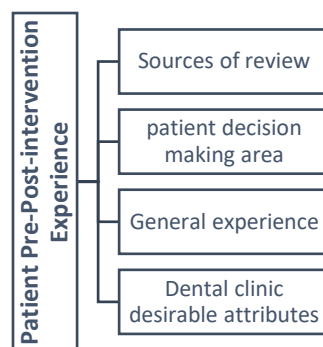 Patient Pre-Post-intervention
Experience
Sources of review
patient decision
making area
General experience
Dental clinic
desirable attributes